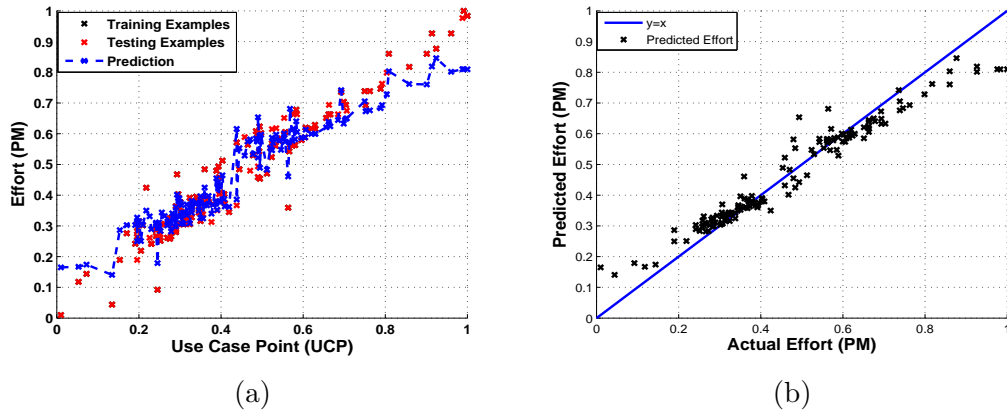 Training Examples
Testing Examples
Prediction
1
0.9
0.8
0.7
0.6
0.5
0.4
0.3
0.2
0.1
0
0 0.2 0.4 0.6 0.8 1
Effort (PM)
Use Case Point (UCP)
(a)
y=x
Predicted Effort
1
0.9
0.8
0.7
0.6
0.5
0.4
0.3
0.2
0.1
0
0 0.2 0.4 0.6 0.8 1
Predicted Effort (PM)
Actual Effort (PM)
(b)